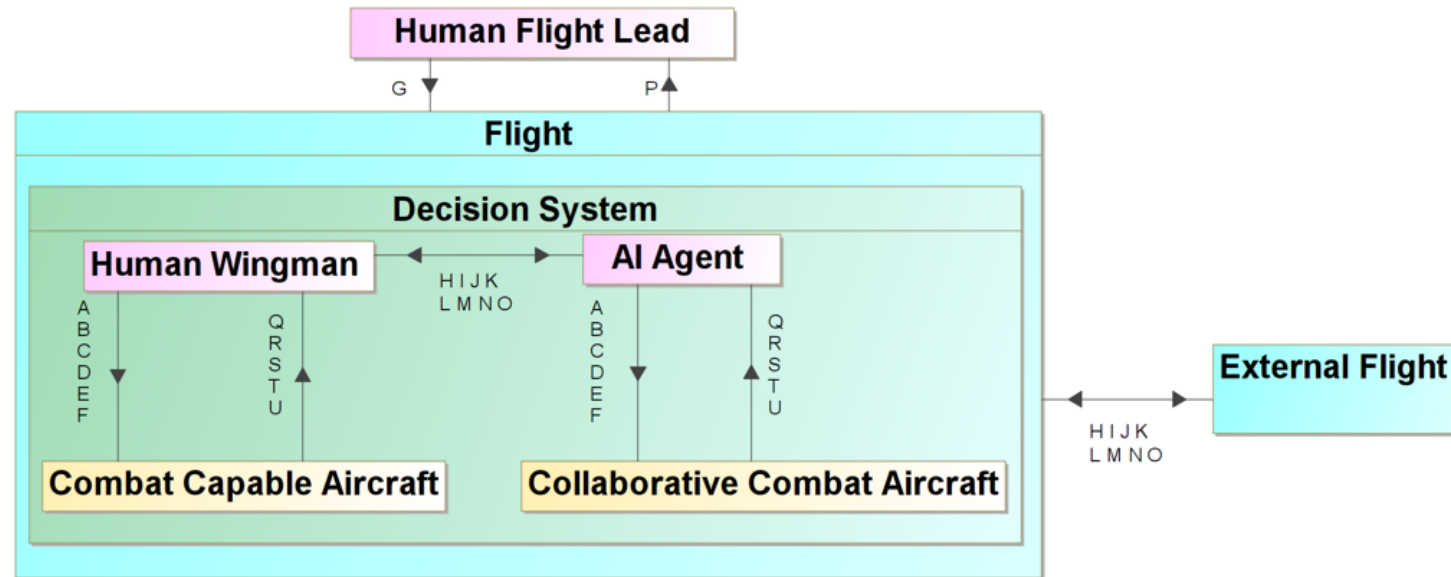 Human Flight Lead
G
P
Flight
Decision System
Human Wingman
AI Agent
H I J K
L M N O
A
B
C
D
E
F
Q
R
S
T
U
A
B
C
D
E
F
Q
R
S
T
U
Combat Capable Aircraft
Collaborative Combat Aircraft
External Flight
H I J K
L M N O